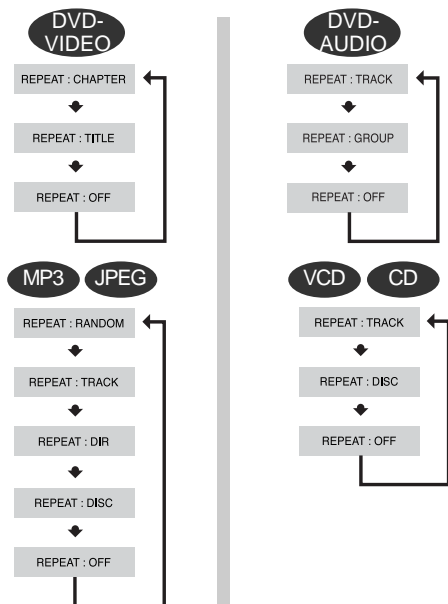 DVD-
VIDEO
REPEAT : CHAPTER
REPEAT : TITLE
REPEAT : OFF
DVD-
AUDIO
REPEAT : TRACK
REPEAT : GROUP
REPEAT : OFF
MP3 JPEG
REPEAT : RANDOM
REPEAT : TRACK
REPEAT : DIR
REPEAT : DISC
REPEAT : OFF
VCD CD
REPEAT : TRACK
REPEAT : DISC
REPEAT : OFF